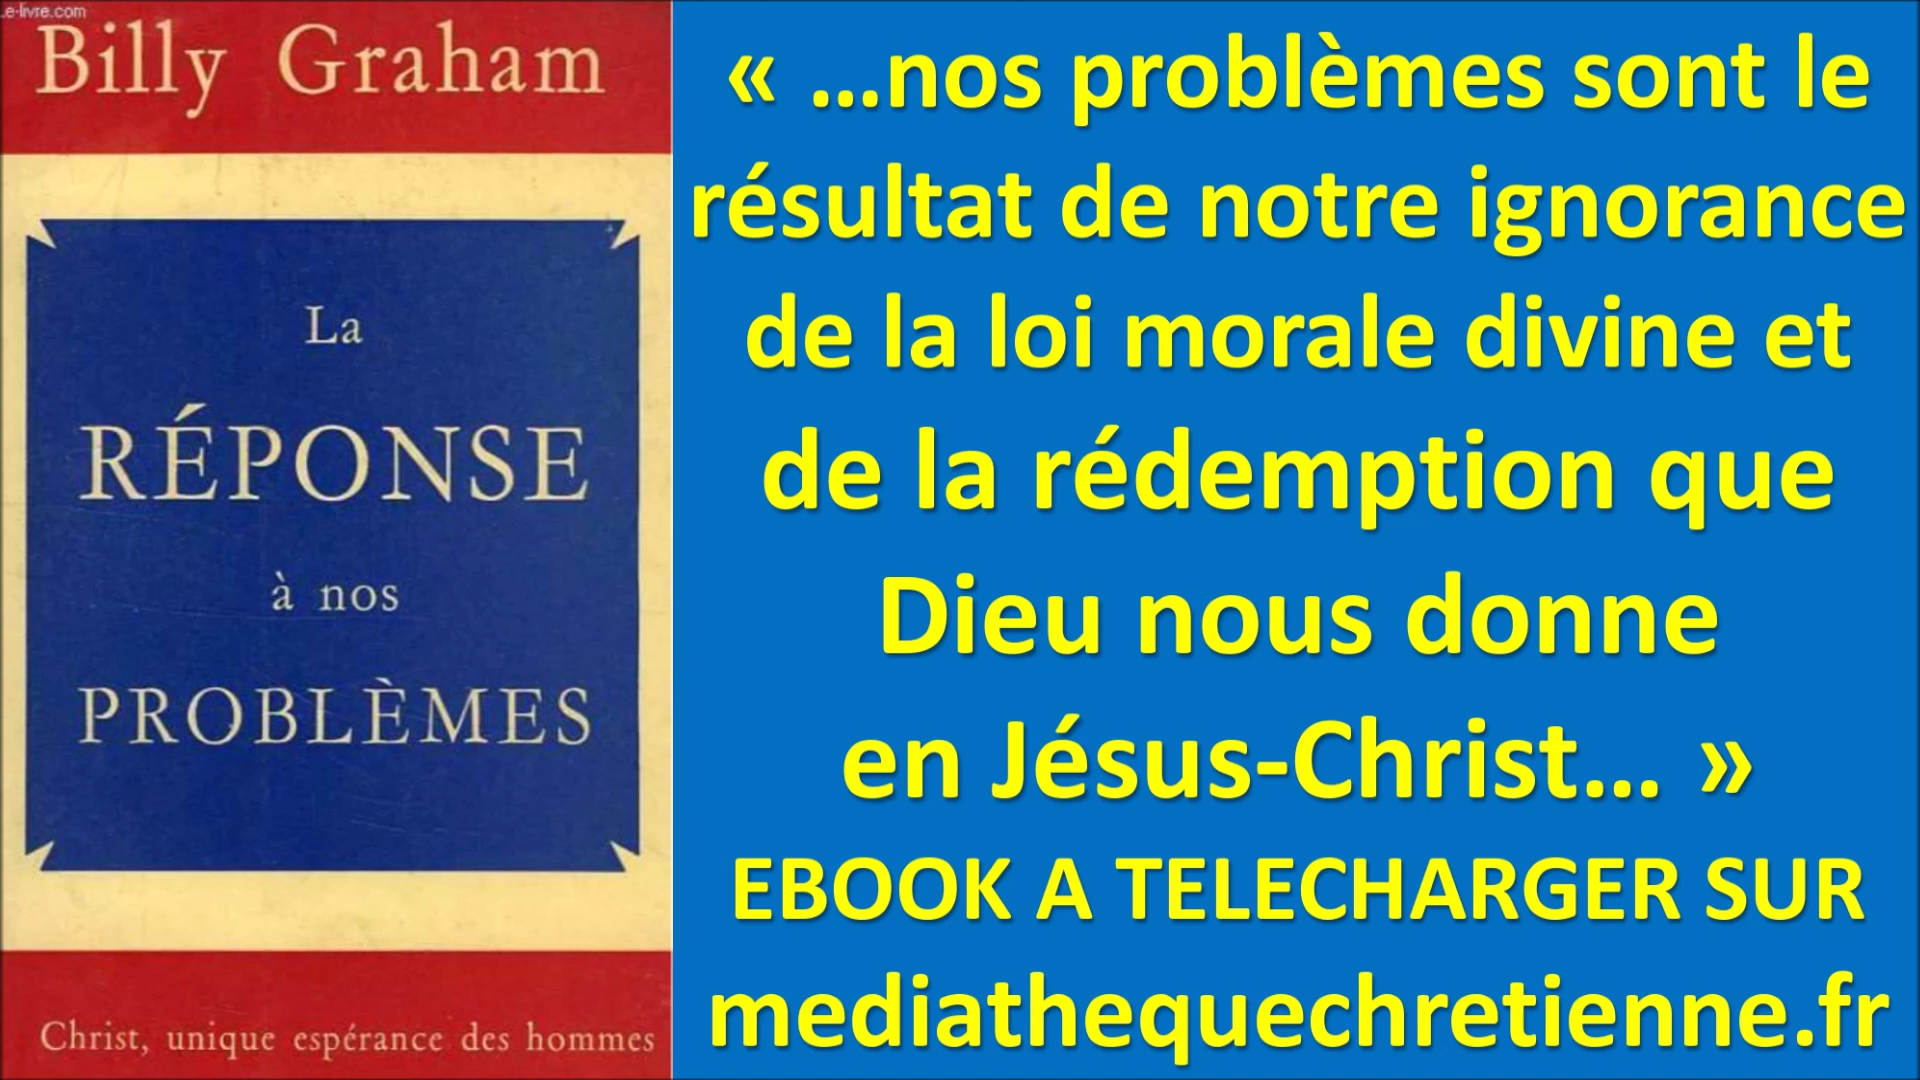 e-livre.com
Billy Graham
La
RÉPONSE
à nos
PROBLÈMES
Christ, unique espérance des hommes
« …nos problèmes sont le
résultat de notre ignorance
de la loi morale divine et
de la rédemption que
Dieu nous donne
en Jésus-Christ… »
EBOOK A TELECHARGER SUR
mediathequechretienne.fr